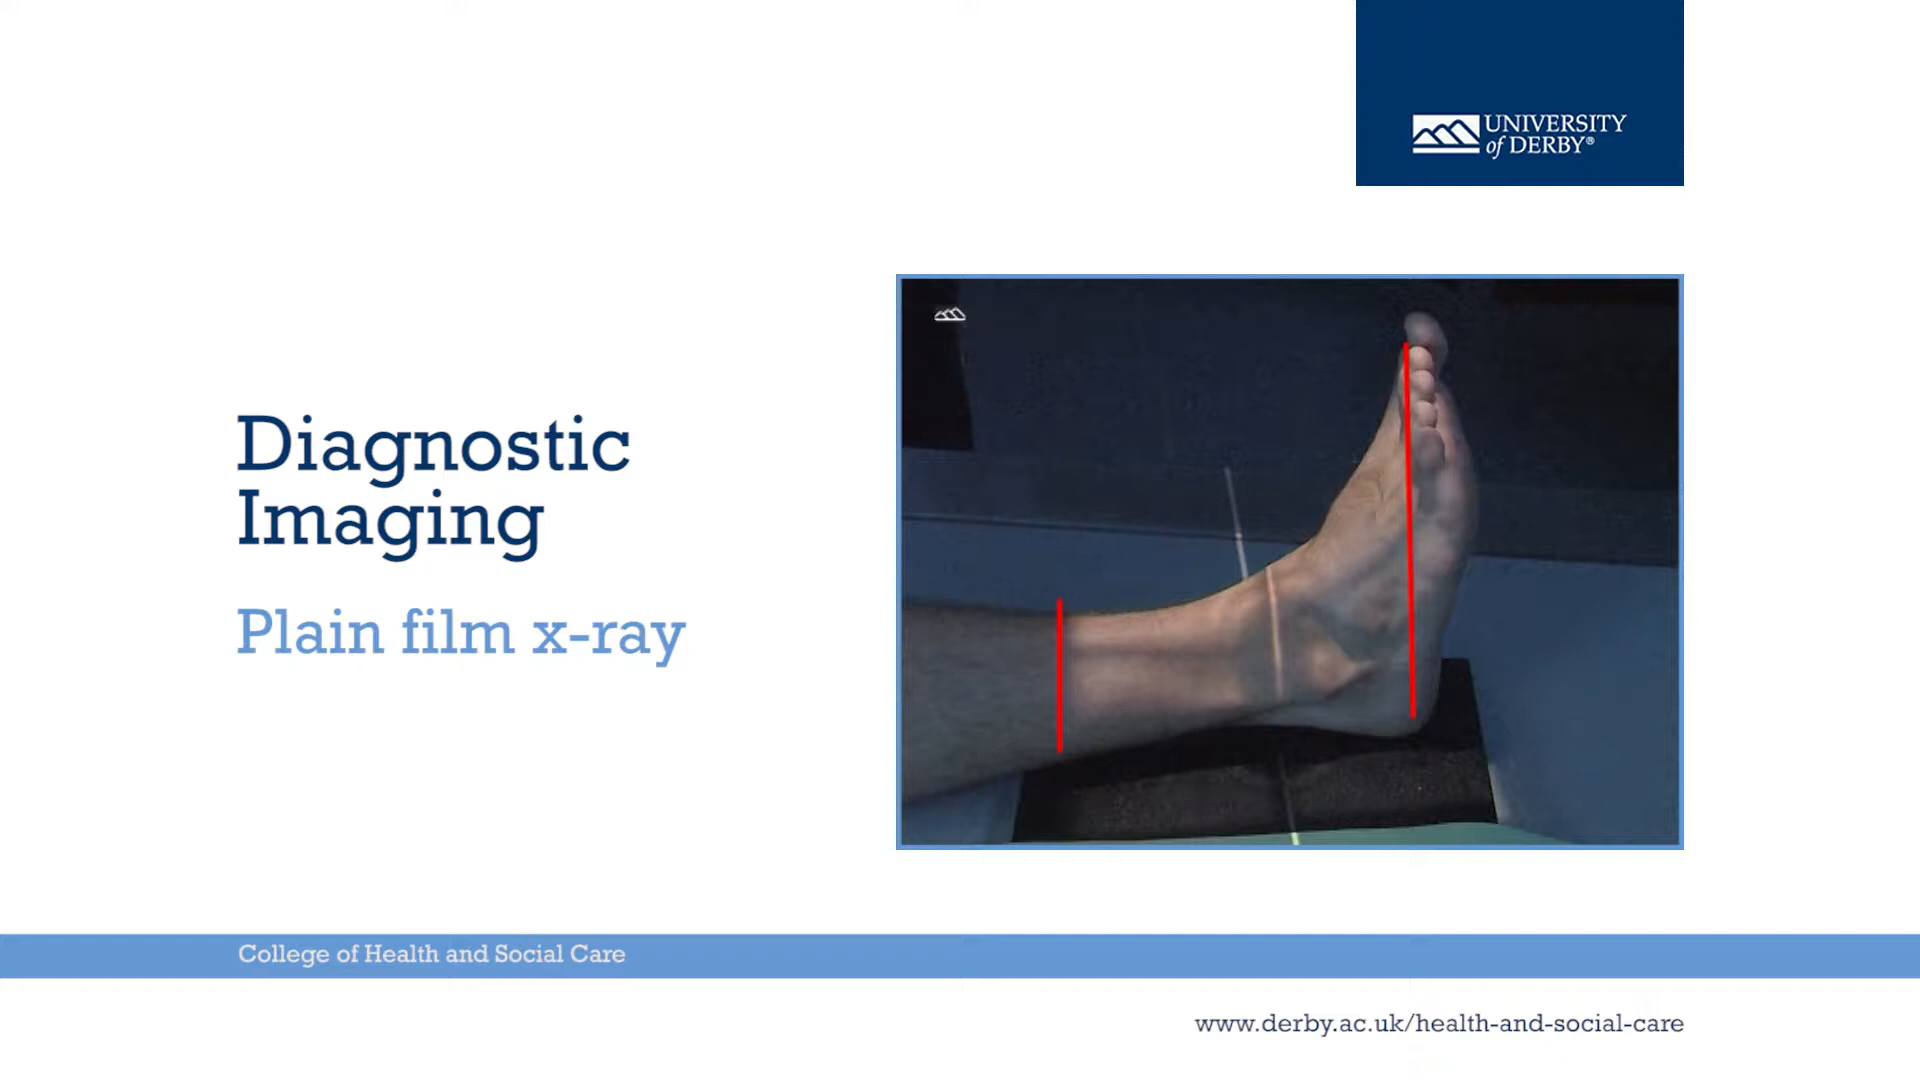 UNIVERSITY
of DERBY®
Diagnostic
Imaging
Plain film x-ray
College of Health and Social Care
www.derby.ac.uk/health-and-social-care